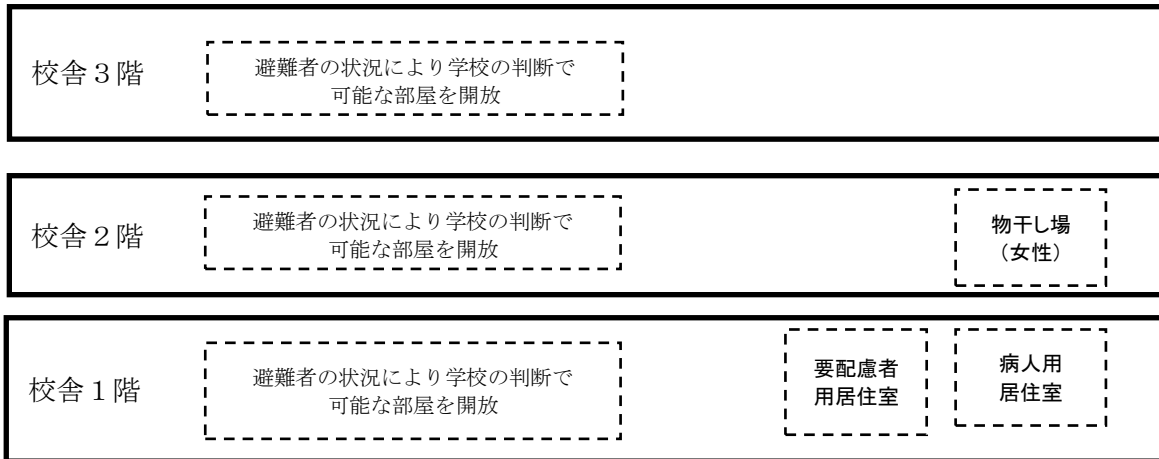 校舎３階
避難者の状況により学校の判断で
可能な部屋を開放
校舎２階
避難者の状況により学校の判断で
可能な部屋を開放
物干し場
（女性）
校舎１階
避難者の状況により学校の判断で
可能な部屋を開放
要配慮者
用居住室
病人用
居住室